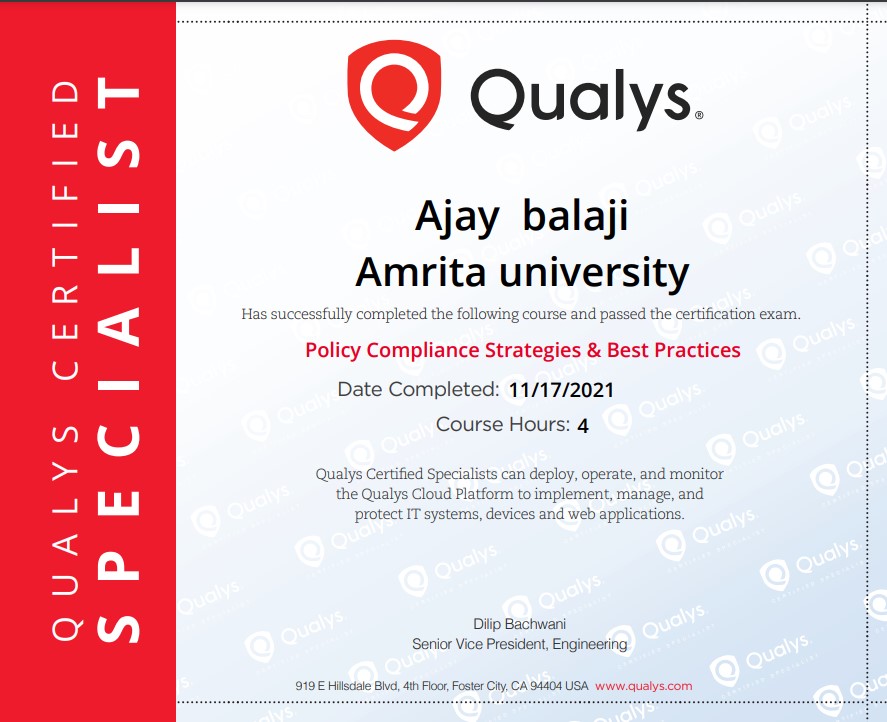 QUALYS CERTIFIED
SPECIALIST
Qualys.®
Ajay balaji
Amrita university
Has successfully completed the following course and passed the certification exam.
Policy Compliance Strategies & Best Practices
Date Completed: 11/17/2021
Course Hours: 4
Qualys Certified Specialists can deploy, operate, and monitor
the Qualys Cloud Platform to implement, manage, and
protect IT systems, devices and web applications.
Dilip Bachwani
Senior Vice President, Engineering
919 E Hillsdale Blvd, 4th Floor, Foster City, CA 94404 USA www.qualys.com